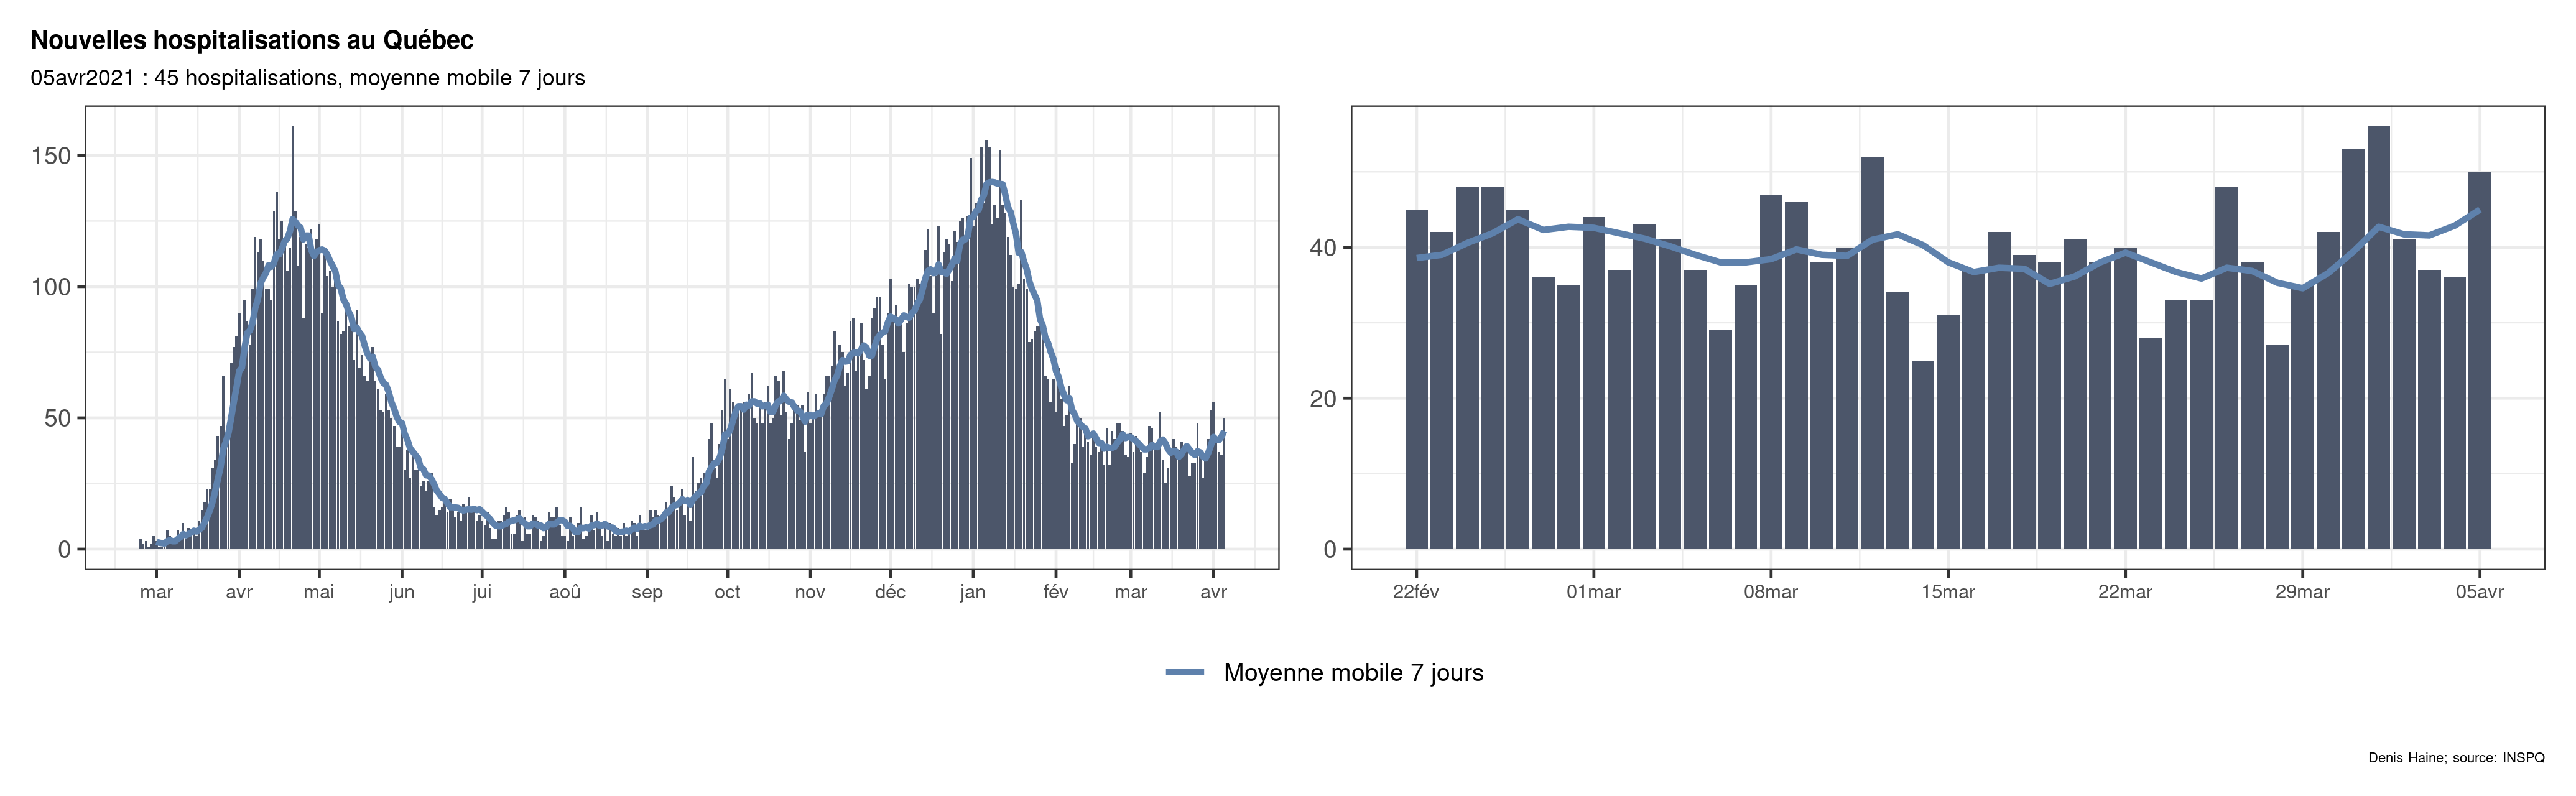 Nouvelles hospitalisations au Québec
05avr2021 : 45 hospitalisations, moyenne mobile 7 jours
150
100
50
0
mar avr mai jun jui aoû sep oct nov déc jan fév mar avr
40
20
0
22fév 01mar 08mar 15mar 22mar 29mar 05avr
Moyenne mobile 7 jours
Denis Haine; source: INSPQ